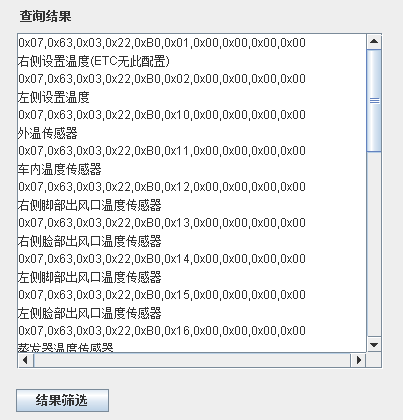 查询结果
0x07,0x63,0x03,0x22,0xB0,0x01,0x00,0x00,0x00,0x00
右侧设置温度(ETC无此配置)
0x07,0x63,0x03,0x22,0xB0,0x02,0x00,0x00,0x00,0x00
左侧设置温度
0x07,0x63,0x03,0x22,0xB0,0x10,0x00,0x00,0x00,0x00
外温传感器
0x07,0x63,0x03,0x22,0xB0,0x11,0x00,0x00,0x00,0x00
车内温度传感器
0x07,0x63,0x03,0x22,0xB0,0x12,0x00,0x00,0x00,0x00
右侧脚部出风口温度传感器
0x07,0x63,0x03,0x22,0xB0,0x13,0x00,0x00,0x00,0x00
右侧脸部出风口温度传感器
0x07,0x63,0x03,0x22,0xB0,0x14,0x00,0x00,0x00,0x00
左侧脚部出风口温度传感器
0x07,0x63,0x03,0x22,0xB0,0x15,0x00,0x00,0x00,0x00
左侧脸部出风口温度传感器
0x07,0x63,0x03,0x22,0xB0,0x16,0x00,0x00,0x00,0x00
蒸发器温度传感器
结果筛选